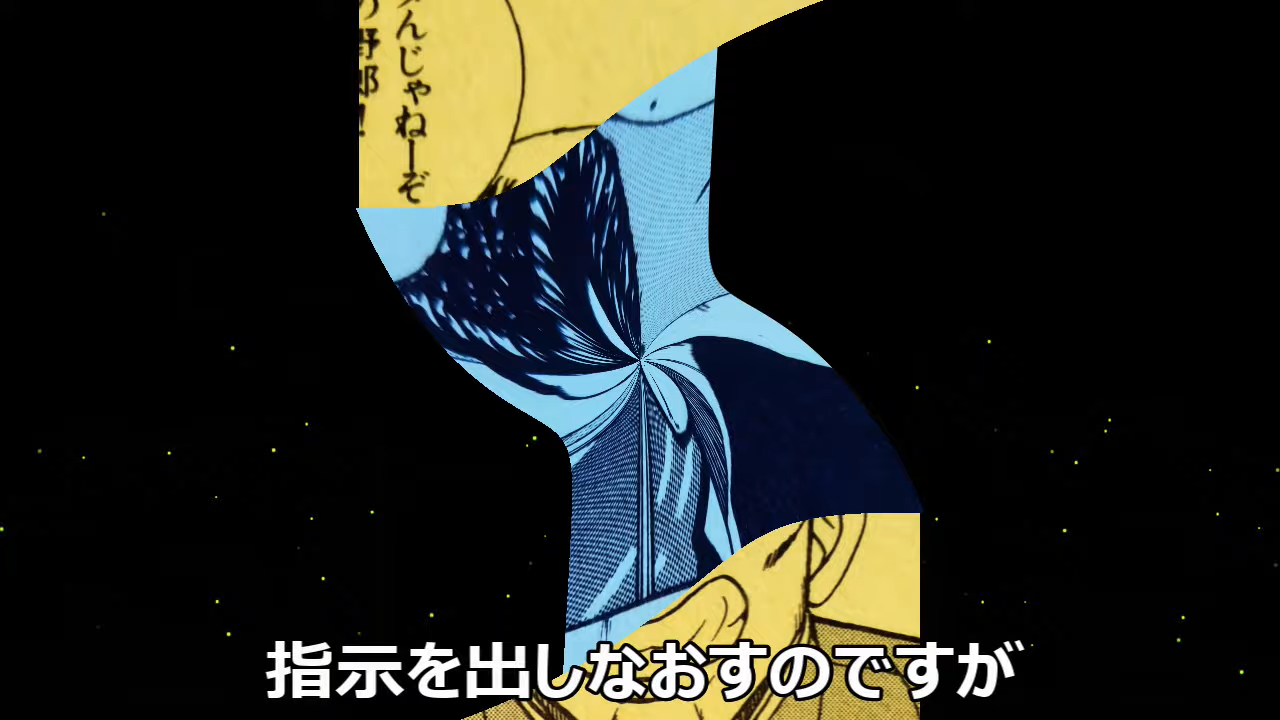 んじゃねーぞ
野郎!
指示を出しなおすのですが